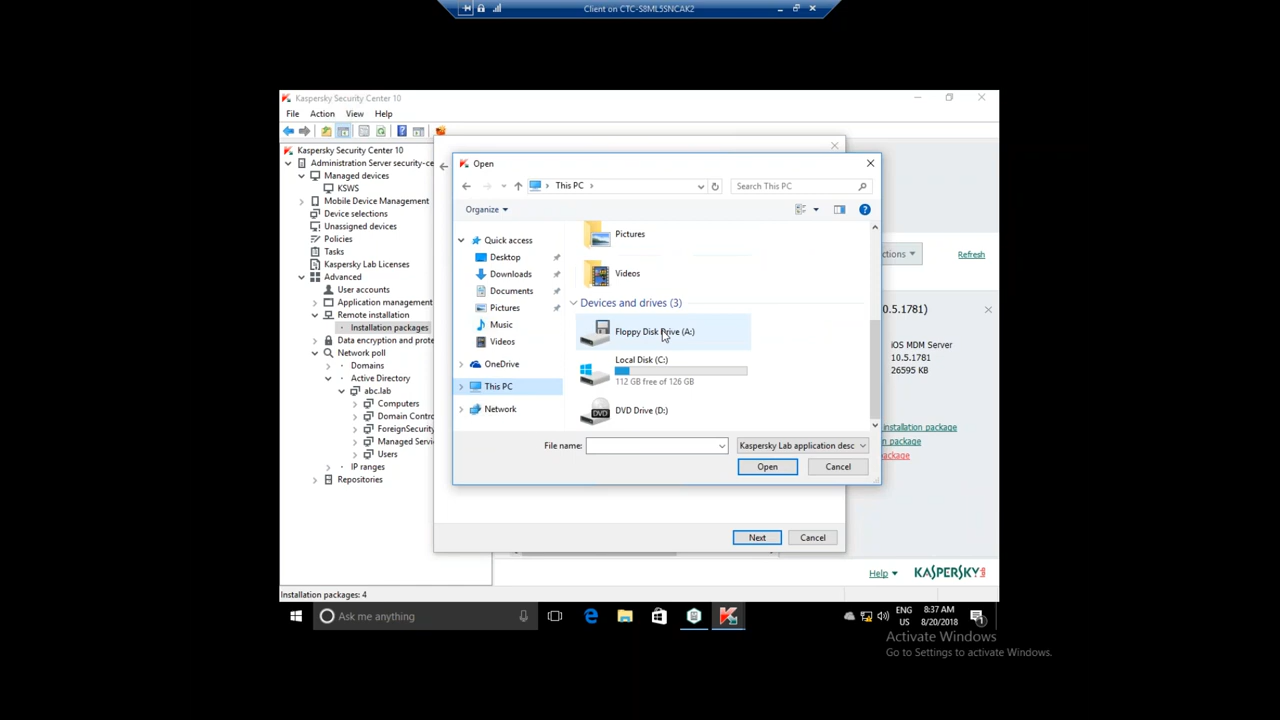 Client on CTC-S8ML5SNCAK2
Kaspersky Security Center 10
File Action View Help
Kaspersky Security Center 10
Administration Server security-ce
Managed devices
KSWS
Mobile Device Management
Device selections
Unassigned devices
Policies
Tasks
Kaspersky Lab Licenses
Advanced
User accounts
Application management
Remote installation
Installation packages
Data encryption and prote
Network poll
Domains
Active Directory
abc.lab
Computers
Domain Contro
ForeignSecurity
Managed Servi
Users
IP ranges
Repositories
Installation packages: 4
Open
This PC
Search This PC
Organize
Quick access
Desktop
Downloads
Documents
Pictures
Music
Videos
OneDrive
This PC
Network
Pictures
Videos
Devices and drives (3)
Floppy Disk Drive (A:)
Local Disk (C:)
112 GB free of 126 GB
DVD
DVD Drive (D:)
File name:
Kaspersky Lab application desc
Open Cancel
Next Cancel
ctions
Refresh
10.5.1781)
iOS MDM Server
10.5.1781
26595 KB
installation package
n package
package
Help
KASPERSKY
Ask me anything
ENG
US
8:37 AM
8/20/2018
1
Activate Windows
Go to Settings to activate Windows.